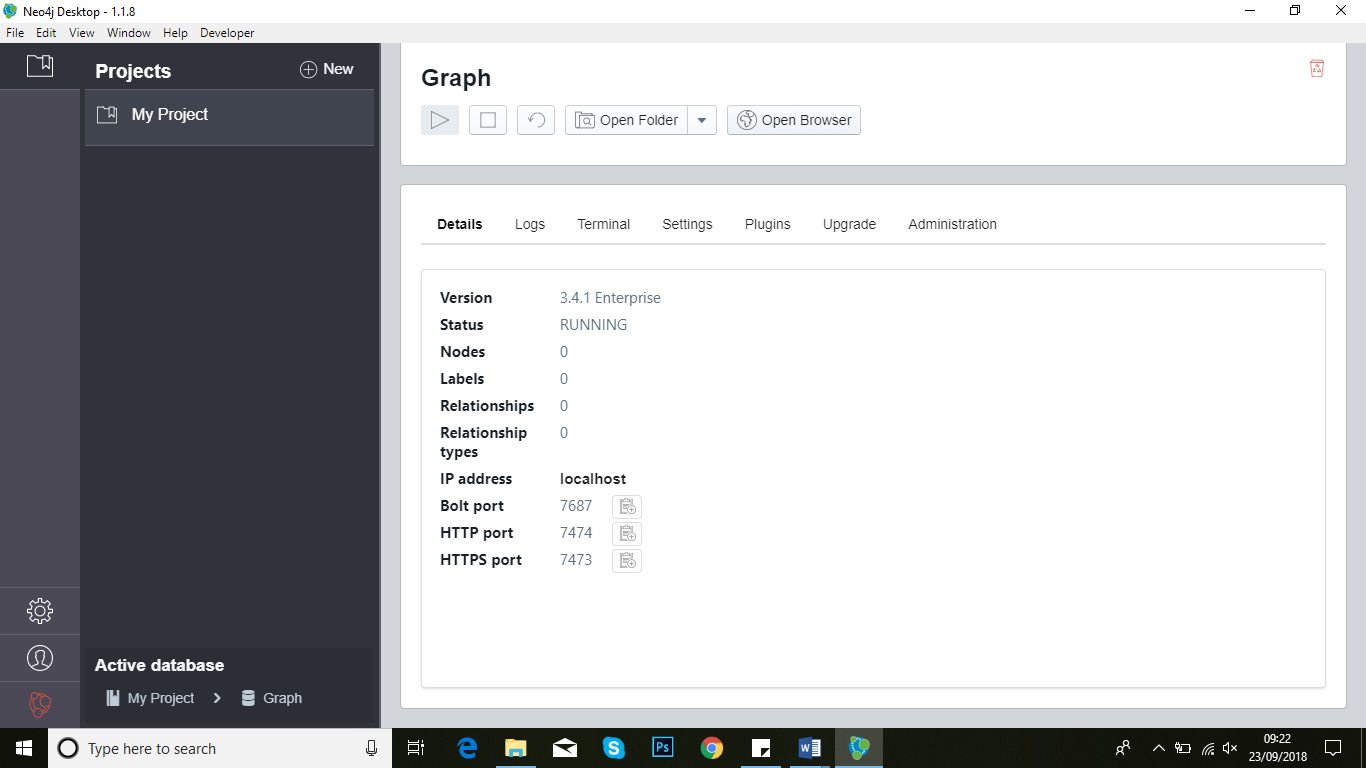 Neo4j Desktop - 1.1.8
File Edit View Window Help Developer
Projects
New
My Project
Graph
Open Folder
Open Browser
Details Logs Terminal Settings Plugins Upgrade Administration
Version 3.4.1 Enterprise
Status RUNNING
Nodes 0
Labels 0
Relationships 0
Relationship 0
types
IP address localhost
Bolt port 7687
HTTP port 7474
HTTPS port 7473
Active database
My Project Graph
Type here to search
Ps
09:22
23/09/2018